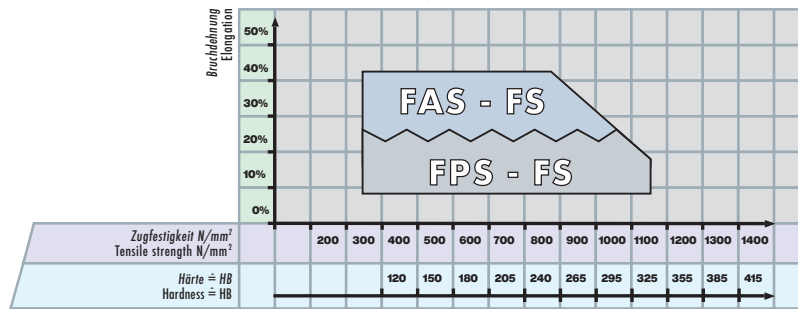 Bruchdehnung
Elongation
50%
40%
30%
20%
10%
0%
FAS - FS
FPS - FS
Zugfestigkeit N/mm²
Tensile strength N/mm²
200 300 400 500 600 700 800 900 1000 1100 1200 1300 1400
Härte ≙ HB
Hardness ≙ HB
120 150 180 205 240 265 295 325 355 385 415